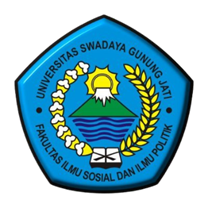 • UNIVERSITAS SWADAYA GUNUNG JATI •
FAKULTAS ILMU SOSIAL DAN ILMU POLITIK